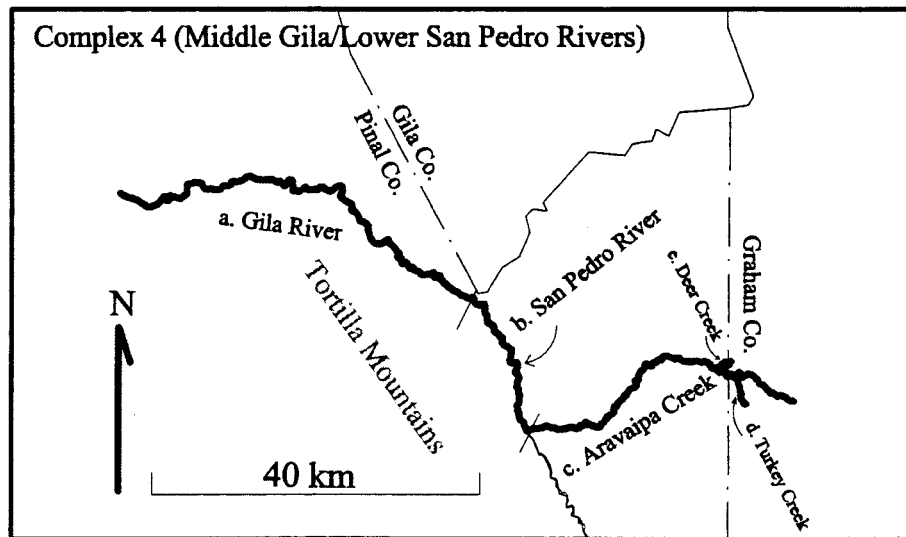 Complex 4 (Middle Gila/Lower San Pedro Rivers)
Gila Co.
Pinal Co.
a. Gila River
Tortilla Mountains
b. San Pedro River
e. Deer Creek
Graham Co.
N
c. Aravaipa Creek
d. Turkey Creek
40 km